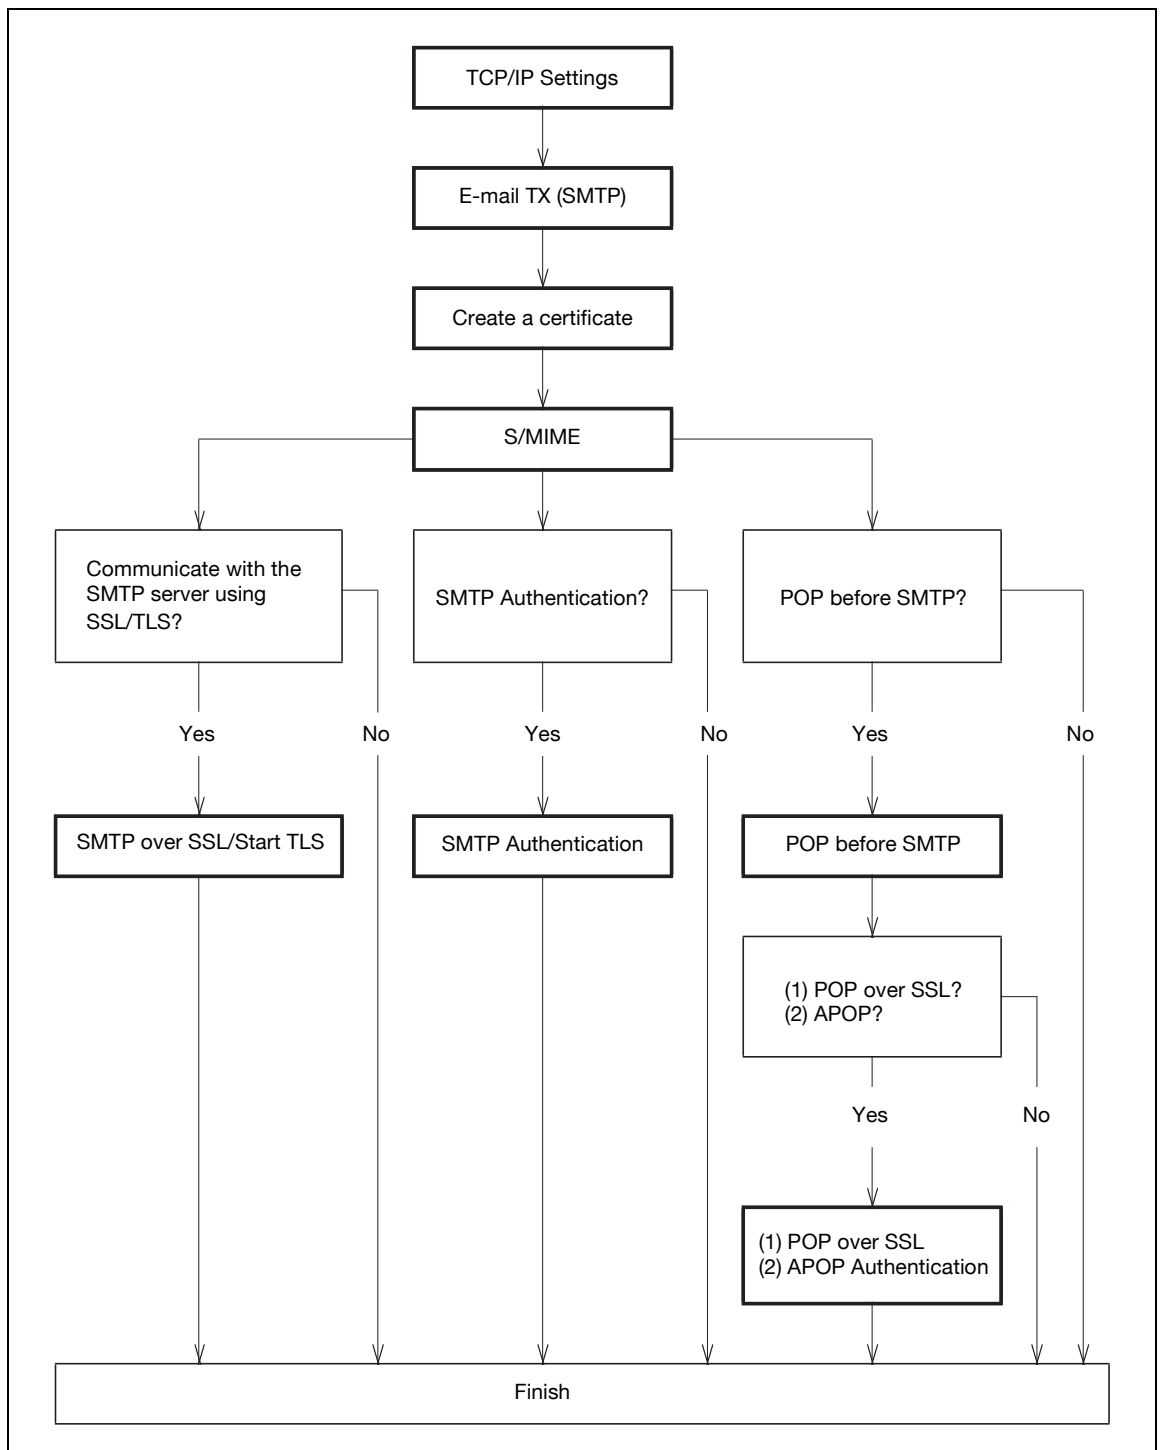 TCP/IP Settings
E-mail TX (SMTP)
Create a certificate
S/MIME
Communicate with the
SMTP server using
SSL/TLS?
SMTP Authentication?
POP before SMTP?
Yes
No
Yes
No
Yes
No
SMTP over SSL/Start TLS
SMTP Authentication
POP before SMTP
(1) POP over SSL?
(2) APOP?
Yes
No
(1) POP over SSL
(2) APOP Authentication
Finish